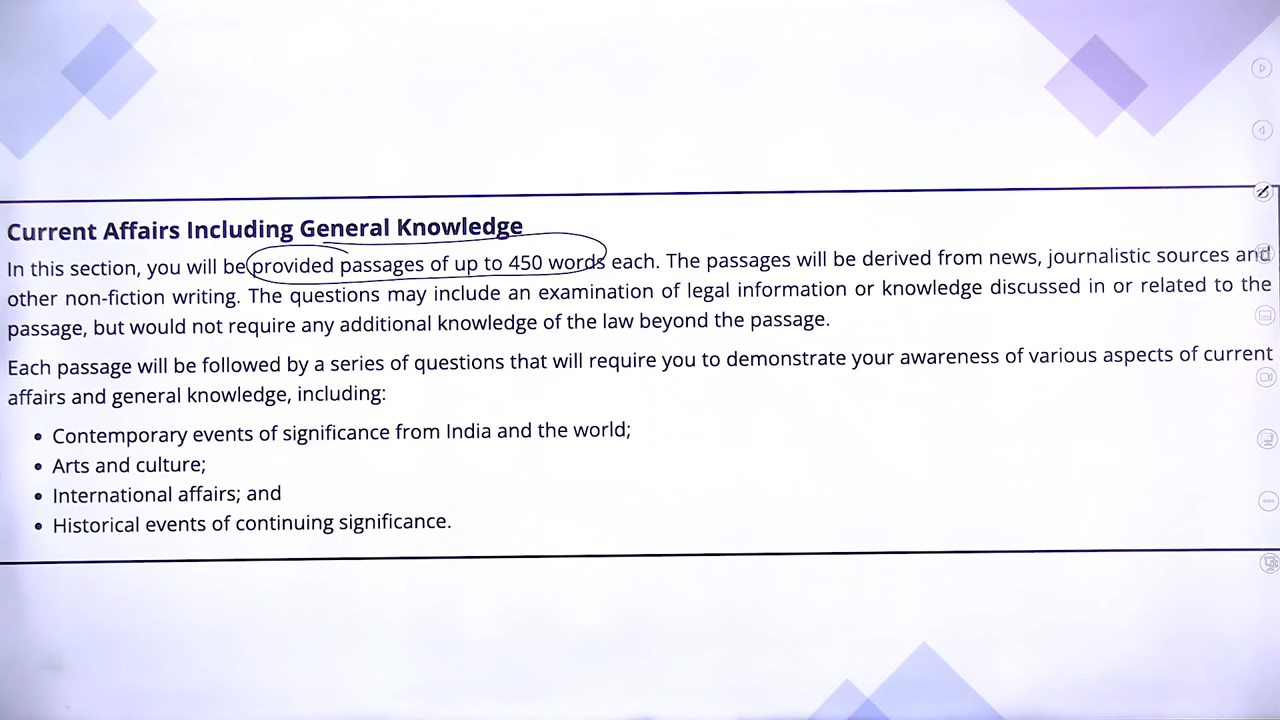 Current Affairs Including General Knowledge
In this section, you will be provided passages of up to 450 words each. The passages will be derived from news, journalistic sources and
other non-fiction writing. The questions may include an examination of legal information or knowledge discussed in or related to the
passage, but would not require any additional knowledge of the law beyond the passage.
Each passage will be followed by a series of questions that will require you to demonstrate your awareness of various aspects of current
affairs and general knowledge, including:
• Contemporary events of significance from India and the world;
• Arts and culture;
• International affairs; and
• Historical events of continuing significance.